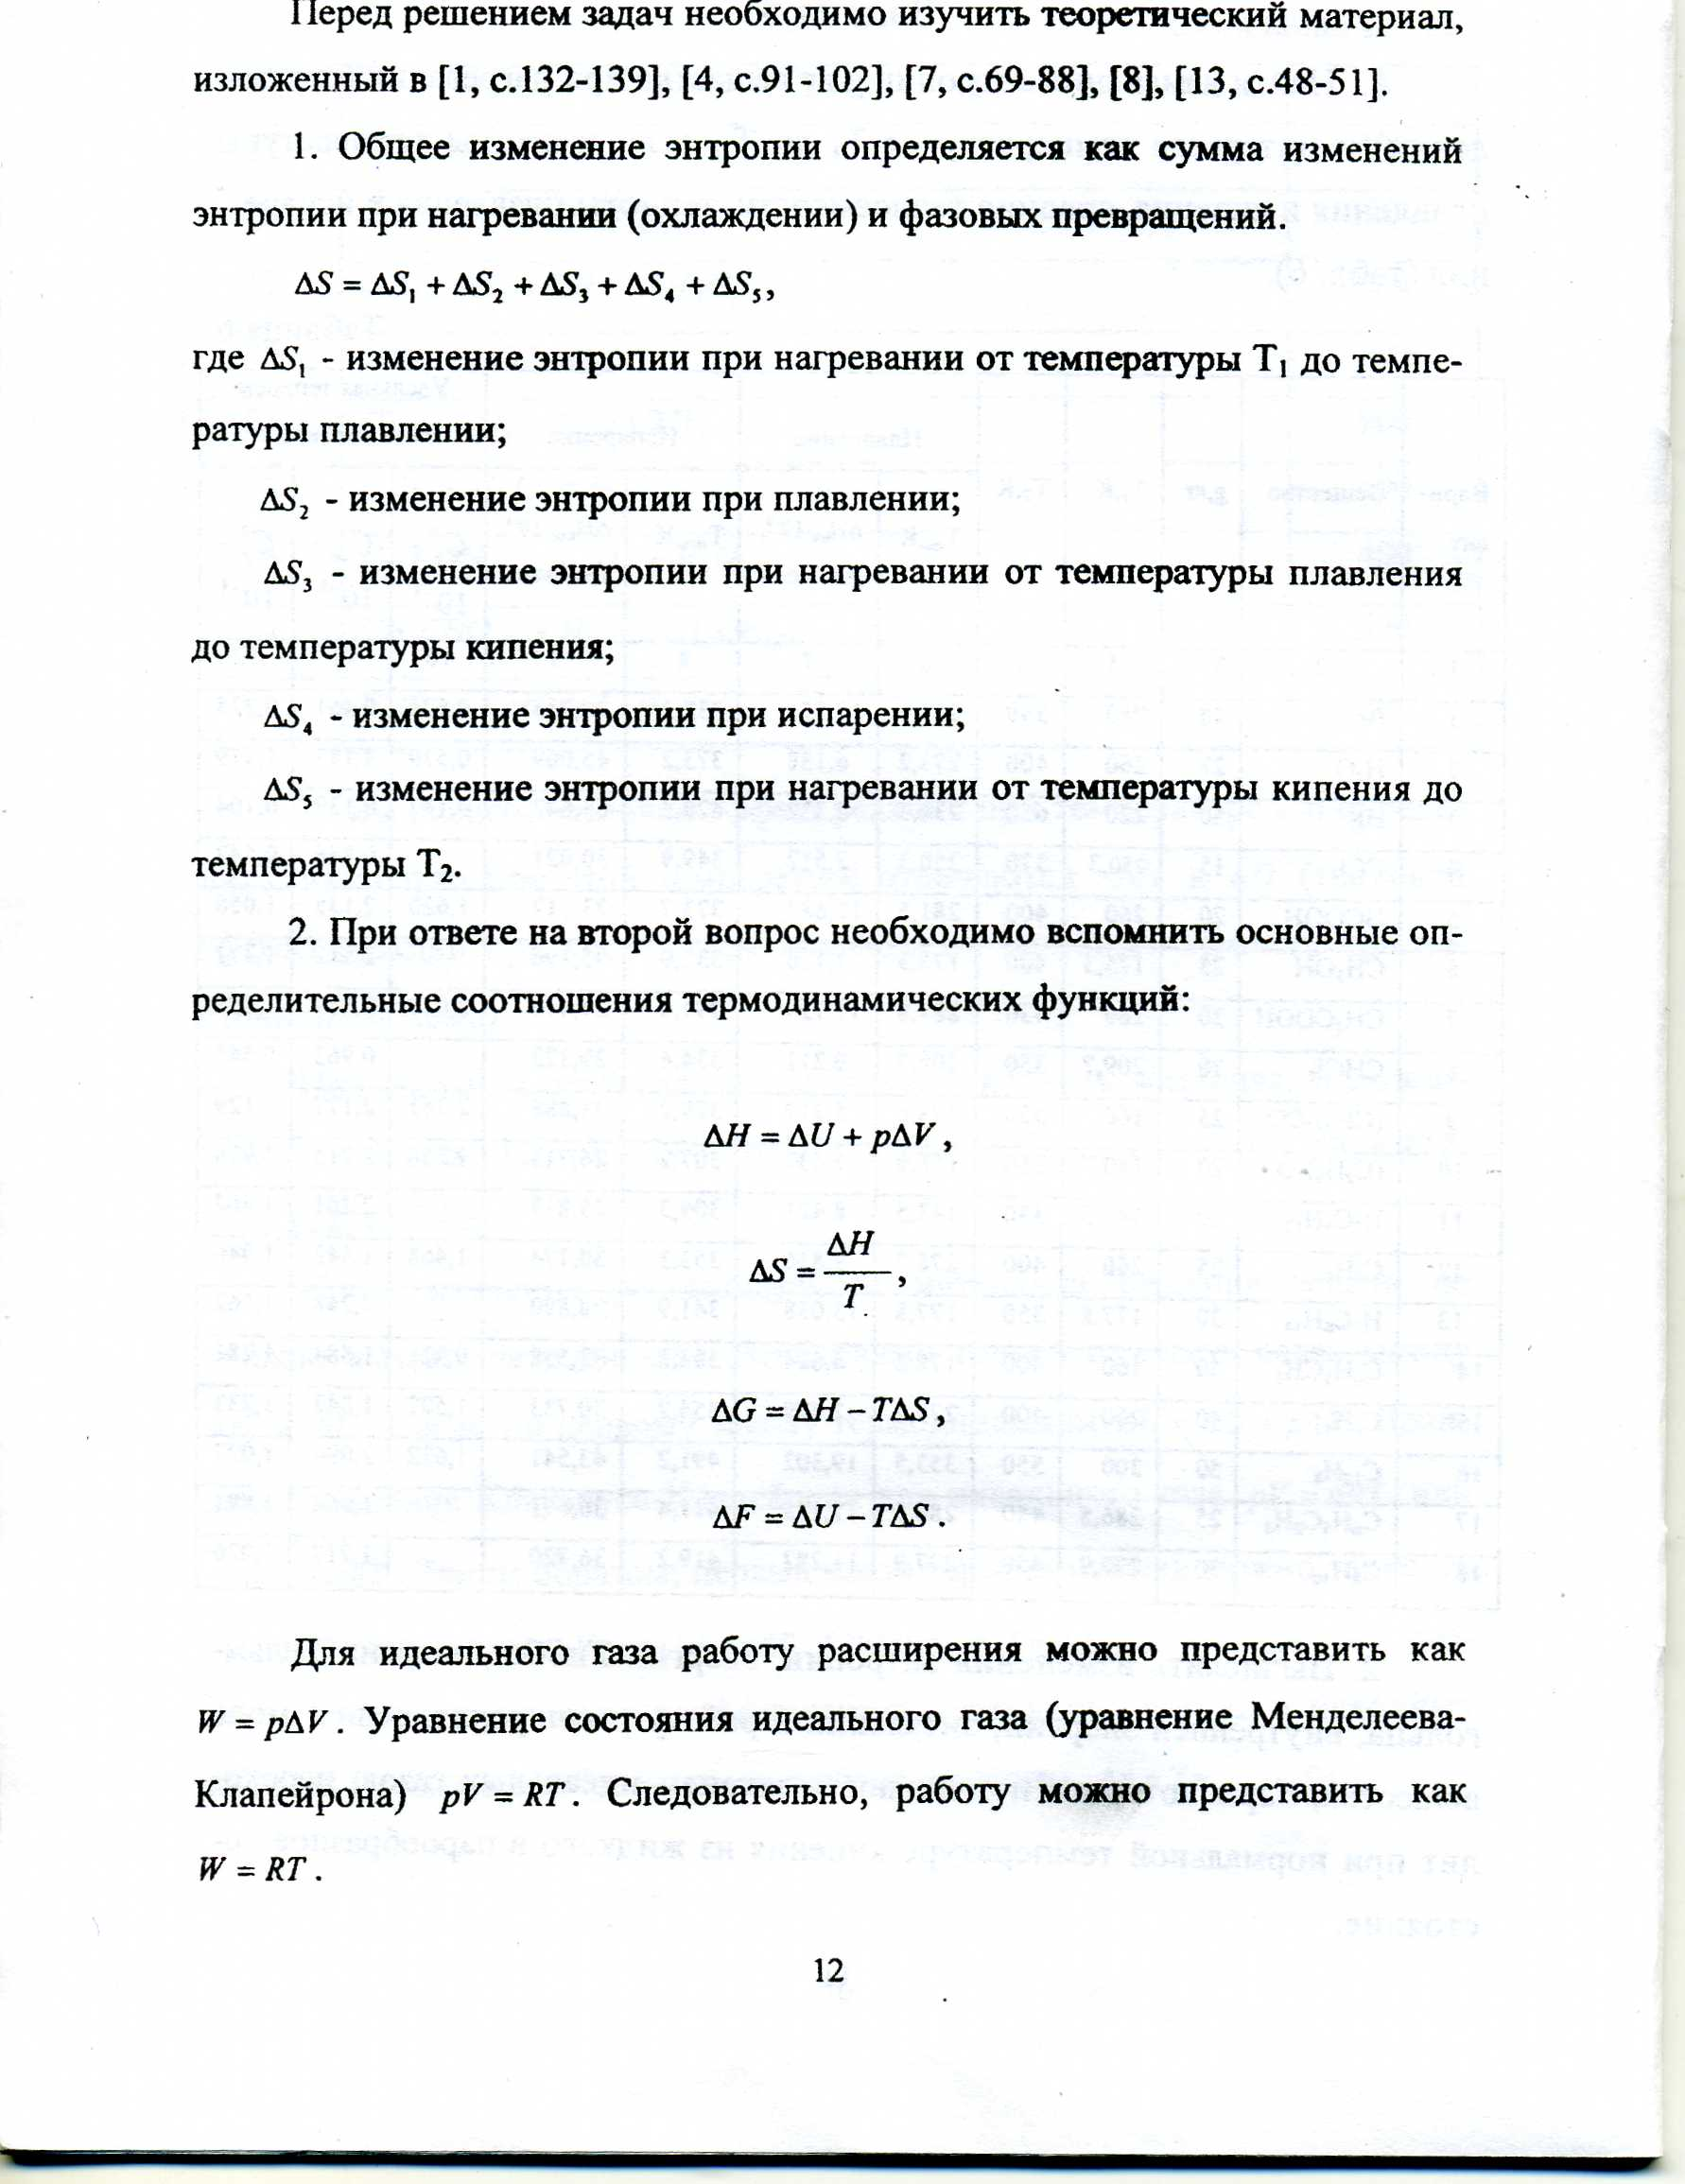 Перед решением задач необходимо изучить теоретический материал,
изложенный в [1, с.132-139], [4, с.91-102], [7, с.69-88], [8], [13, с.48-51].
1. Общее изменение энтропии определяется как сумма изменений
энтропии при нагревании (охлаждении) и фазовых превращений.
ΔS = ΔS₁ + ΔS₂ + ΔS₃ + ΔS₄ + ΔS₅,
где ΔS₁ - изменение энтропии при нагревании от температуры T₁ до темпе-
ратуры плавлении;
ΔS₂ - изменение энтропии при плавлении;
ΔS₃ - изменение энтропии при нагревании от температуры плавления
до температуры кипения;
ΔS₄ - изменение энтропии при испарении;
ΔS₅ - изменение энтропии при нагревании от температуры кипения до
температуры T₂.
2. При ответе на второй вопрос необходимо вспомнить основные оп-
ределительные соотношения термодинамических функций:
ΔH = ΔU + pΔV,
ΔS = ΔH/T,
ΔG = ΔH – TΔS,
ΔF = ΔU – TΔS.
Для идеального газа работу расширения можно представить как
W = pΔV. Уравнение состояния идеального газа (уравнение Менделеева-
Клапейрона) pV = RT. Следовательно, работу можно представить как
W = RT.
12